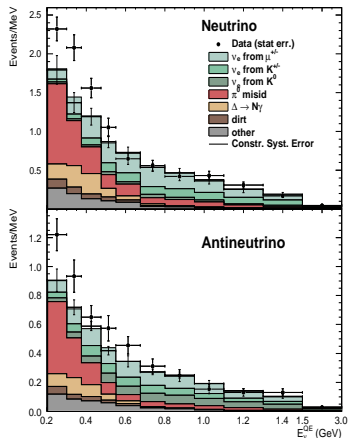 Events/MeV
2.5
2.0
1.5
1.0
0.5
Neutrino
Data (stat err.)
νe from μ+/-
νe from K+/-
νe from K0
π0 misid
Δ → Nγ
dirt
other
Constr. Syst. Error
Events/MeV
1.2
1.0
0.8
0.6
0.4
0.2
0.0
Antineutrino
0.2 0.4 0.6 0.8 1.0 1.2 1.4 1.5 3.0
EνQE (GeV)